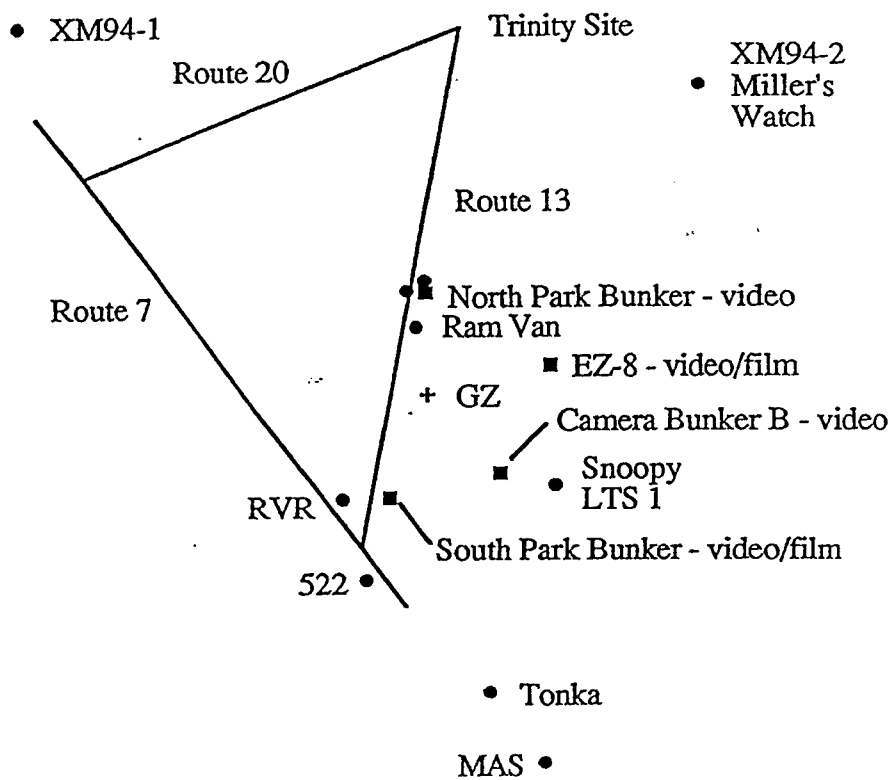 XM94-1
Trinity Site
XM94-2
Miller's
Watch
Route 20
Route 13
Route 7
North Park Bunker - video
Ram Van
EZ-8 - video/film
GZ
Camera Bunker B - video
Snoopy
LTS 1
RVR
South Park Bunker - video/film
522
Tonka
MAS